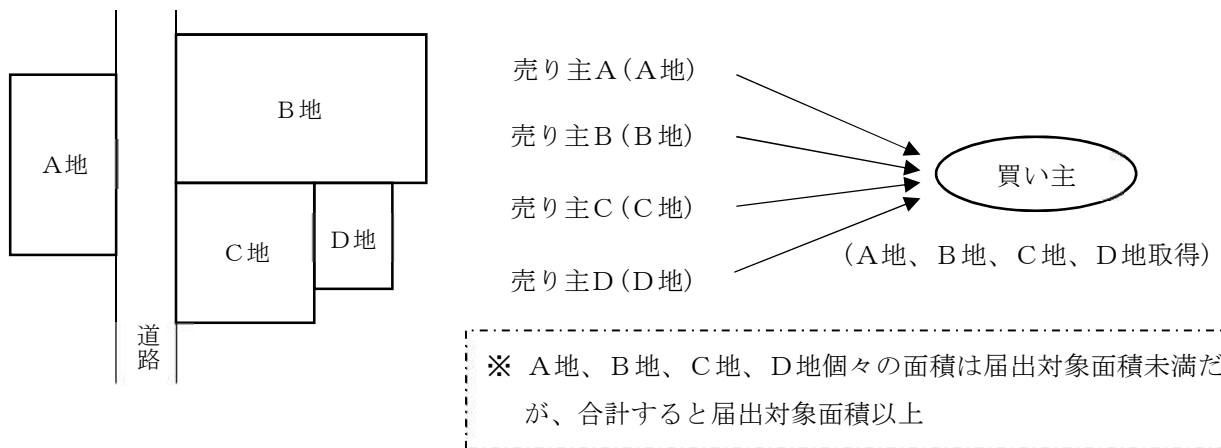 A地
B地
C地
D地
道路
売り主A(A地)
売り主B(B地)
売り主C(C地)
売り主D(D地)
買い主
(A地、B地、C地、D地取得)
※ A地、B地、C地、D地個々の面積は届出対象面積未満だ
が、合計すると届出対象面積以上